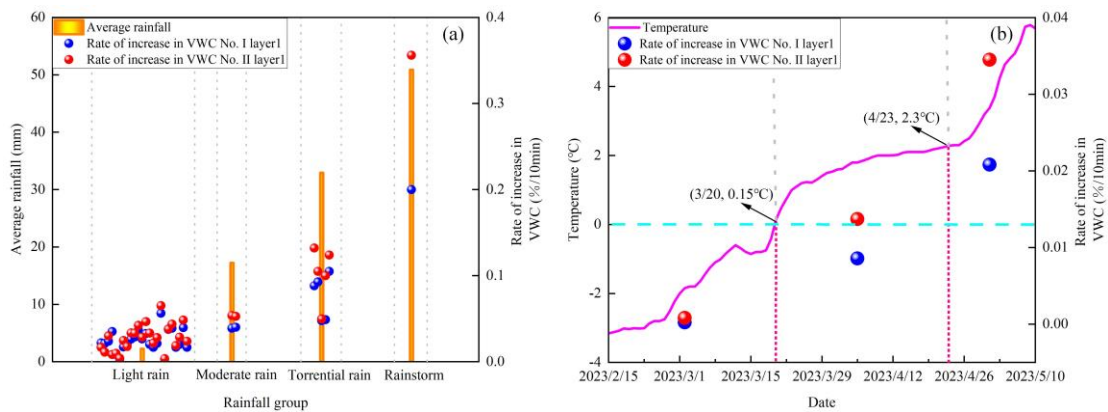 (a)
Average rainfall
Rate of increase in VWC No. I layer1
Rate of increase in VWC No. II layer1
60
50
40
30
20
10
0
Average rainfall (mm)
0.4
0.3
0.2
0.1
0.0
Rate of increase in
VWC (%/10min)
Light rain
Moderate rain
Torrential rain
Rainstorm
Rainfall group
(b)
Temperature
Rate of increase in VWC No. I layer1
Rate of increase in VWC No. II layer1
6
4
2
0
-2
-4
Temperature (℃)
(4/23, 2.3℃)
(3/20, 0.15℃)
0.04
0.03
0.02
0.01
0.00
Rate of increase in
VWC (%/10min)
2023/2/15
2023/3/1
2023/3/15
2023/3/29
2023/4/12
2023/4/26
2023/5/10
Date